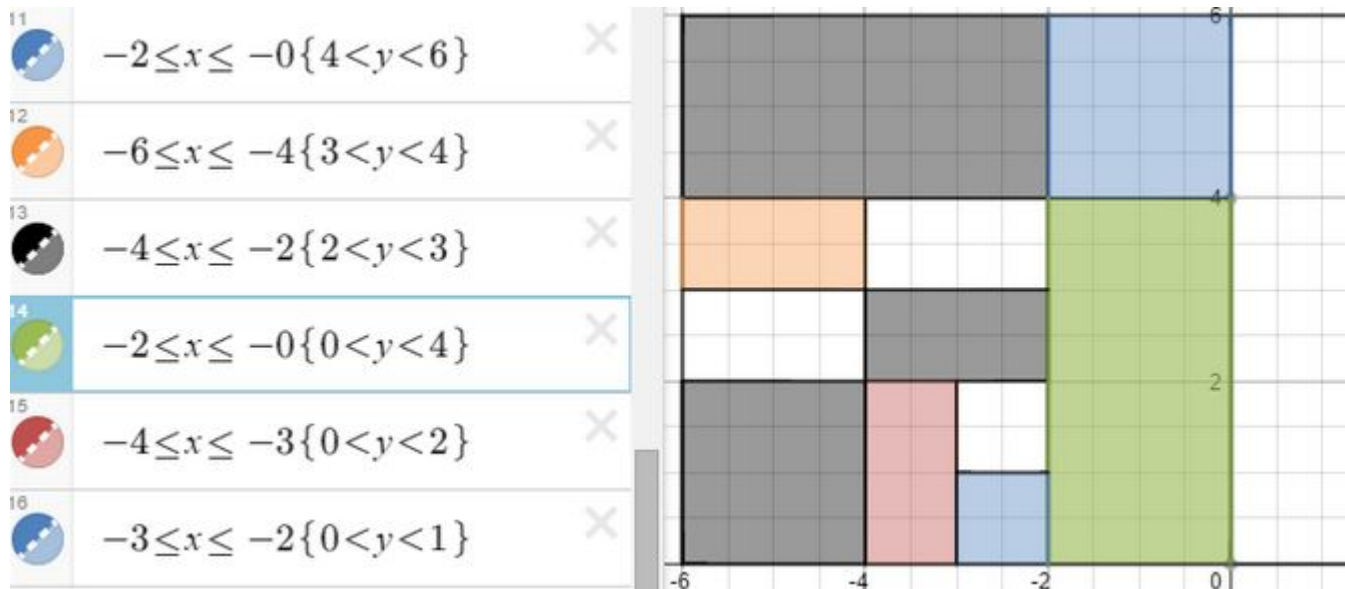 11
−2≤x≤ −0{4<y<6}
12
−6≤x≤ −4{3<y<4}
13
−4≤x≤ −2{2<y<3}
14
−2≤x≤ −0{0<y<4}
15
−4≤x≤ −3{0<y<2}
16
−3≤x≤ −2{0<y<1}
6
4
2
-6 -4 -2 0